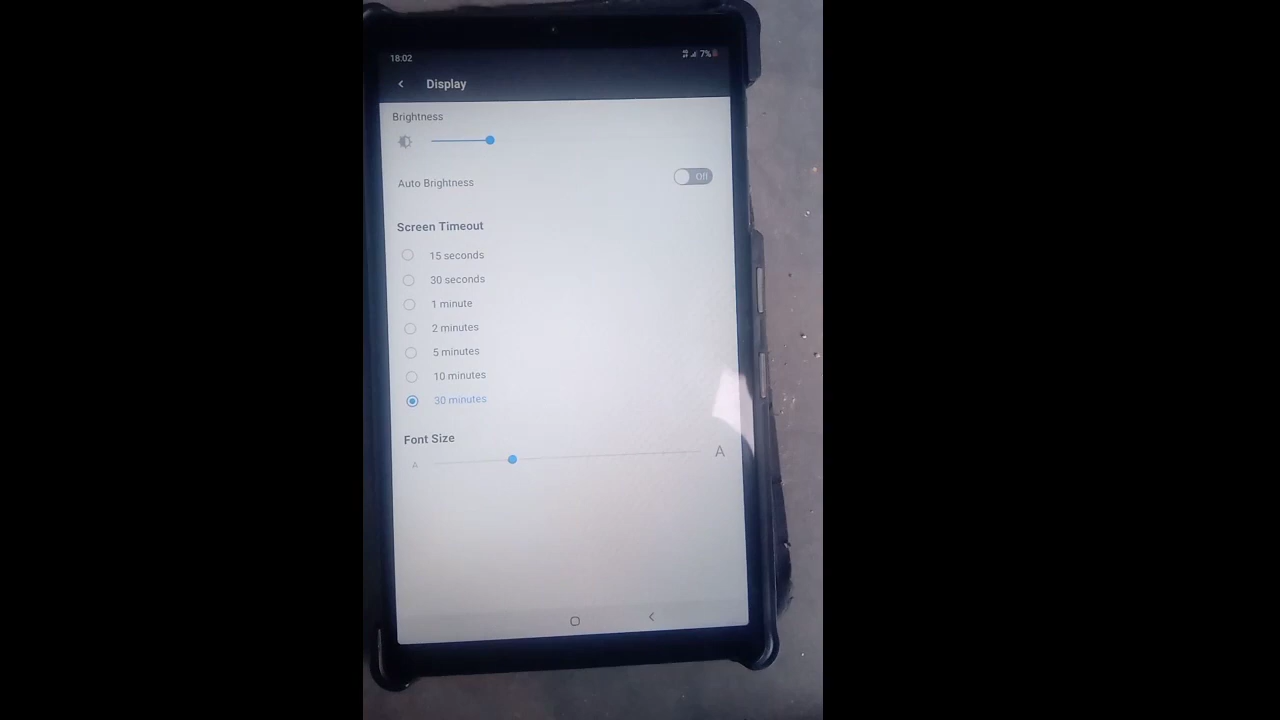 18:02 7%
Display
Brightness
Auto Brightness Off
Screen Timeout
15 seconds
30 seconds
1 minute
2 minutes
5 minutes
10 minutes
30 minutes
Font Size
A A